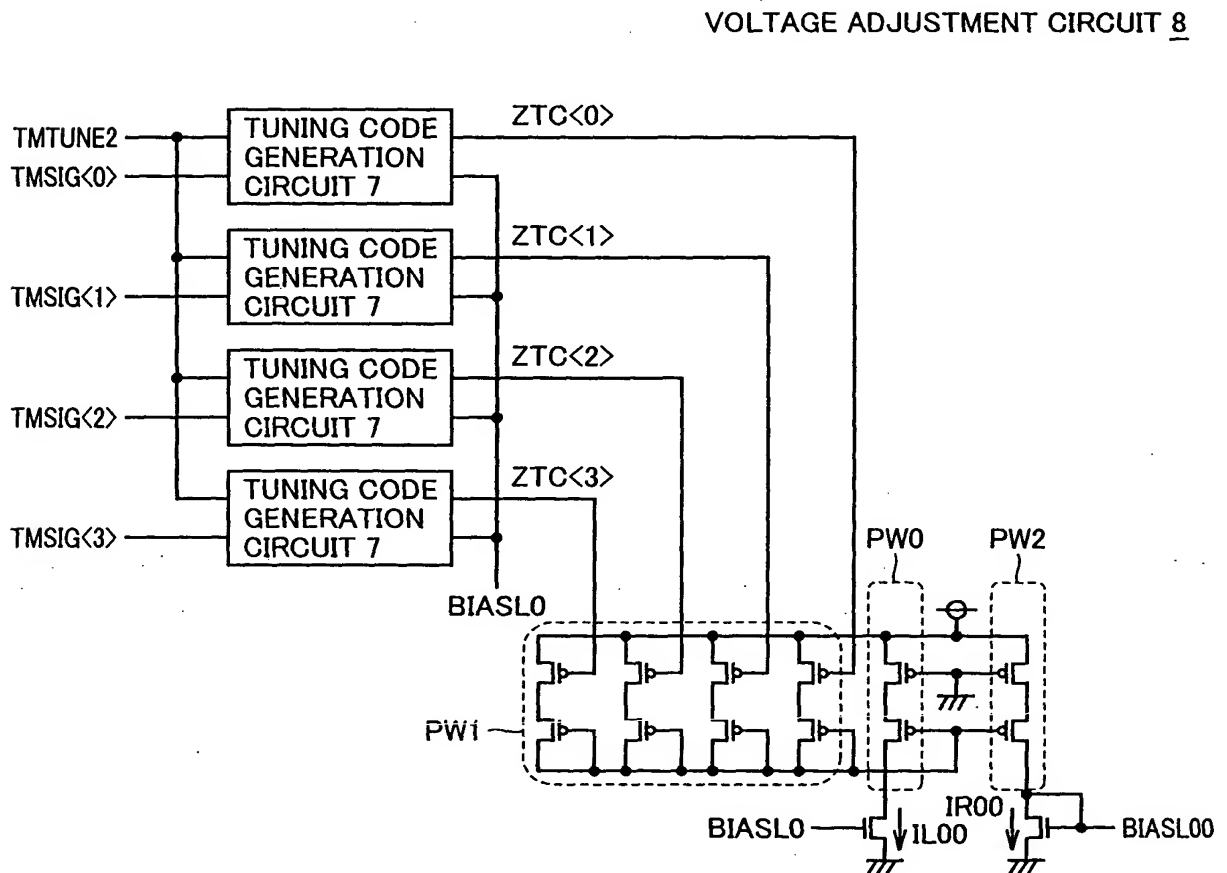 VOLTAGE ADJUSTMENT CIRCUIT 8
TMTUNE2
TMSIG<0>
TUNING CODE
GENERATION
CIRCUIT 7
ZTC<0>
TMSIG<1>
TUNING CODE
GENERATION
CIRCUIT 7
ZTC<1>
TMSIG<2>
TUNING CODE
GENERATION
CIRCUIT 7
ZTC<2>
TMSIG<3>
TUNING CODE
GENERATION
CIRCUIT 7
ZTC<3>
BIASL0
PW0
PW2
PW1
BIASL0
IL00
IR00
BIASL00